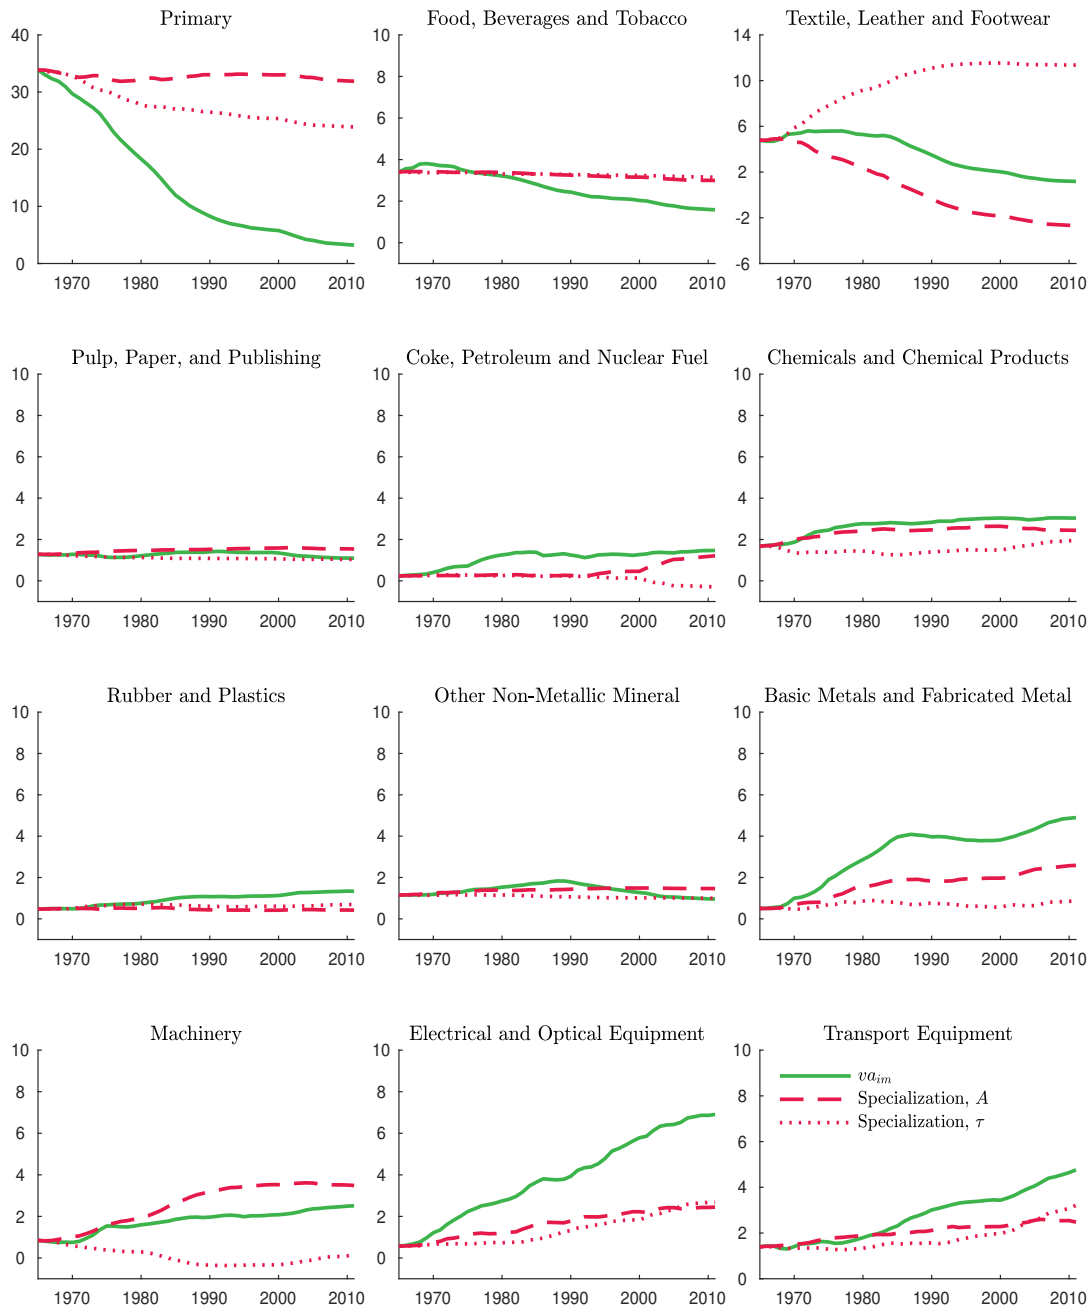 Primary
40
30
20
10
0
1970 1980 1990 2000 2010
Food, Beverages and Tobacco
10
8
6
4
2
0
1970 1980 1990 2000 2010
Textile, Leather and Footwear
14
10
6
2
-2
-6
1970 1980 1990 2000 2010
Pulp, Paper, and Publishing
10
8
6
4
2
0
1970 1980 1990 2000 2010
Coke, Petroleum and Nuclear Fuel
10
8
6
4
2
0
1970 1980 1990 2000 2010
Chemicals and Chemical Products
10
8
6
4
2
0
1970 1980 1990 2000 2010
Rubber and Plastics
10
8
6
4
2
0
1970 1980 1990 2000 2010
Other Non-Metallic Mineral
10
8
6
4
2
0
1970 1980 1990 2000 2010
Basic Metals and Fabricated Metal
10
8
6
4
2
0
1970 1980 1990 2000 2010
Machinery
10
8
6
4
2
0
1970 1980 1990 2000 2010
Electrical and Optical Equipment
10
8
6
4
2
0
1970 1980 1990 2000 2010
Transport Equipment
10
8
6
4
2
0
va_im
Specialization, A
Specialization, τ
1970 1980 1990 2000 2010